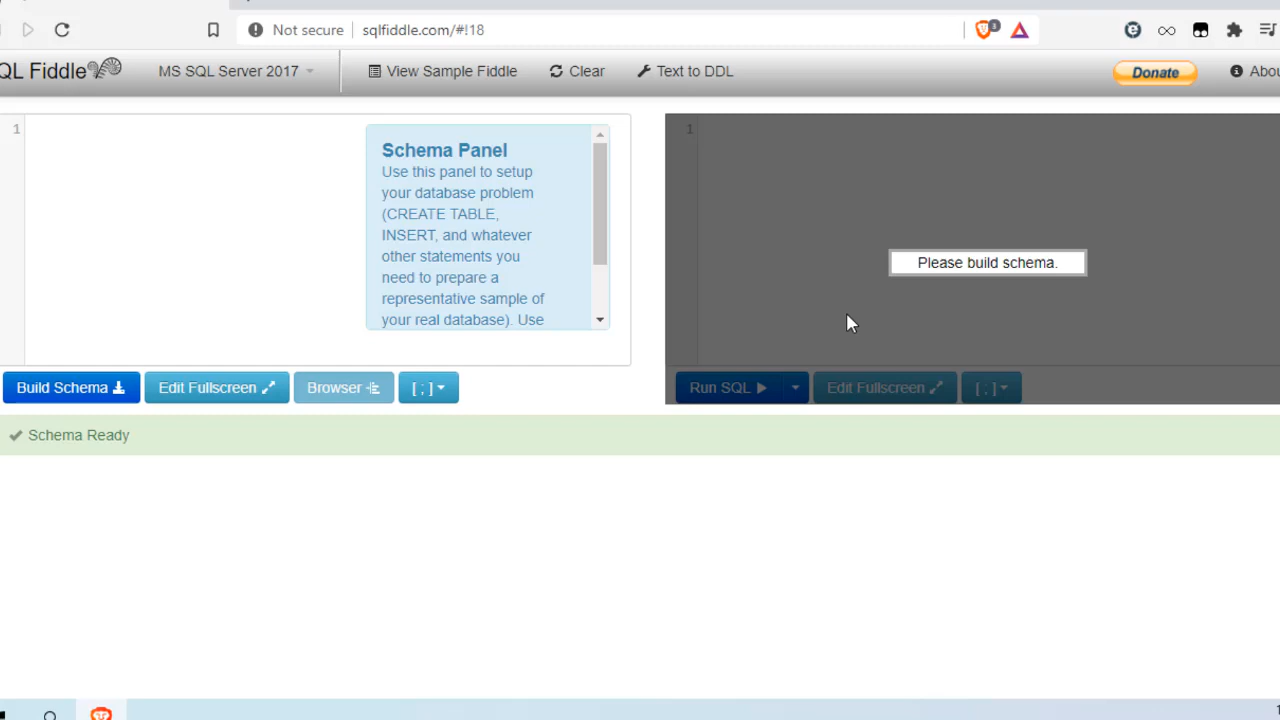 Not secure sqlfiddle.com/#!18
QL Fiddle MS SQL Server 2017 View Sample Fiddle Clear Text to DDL Donate Abou
1
Schema Panel
Use this panel to setup
your database problem
(CREATE TABLE,
INSERT, and whatever
other statements you
need to prepare a
representative sample of
your real database). Use
1
Please build schema.
Build Schema Edit Fullscreen Browser [ ; ]
Run SQL Edit Fullscreen [ ; ]
Schema Ready